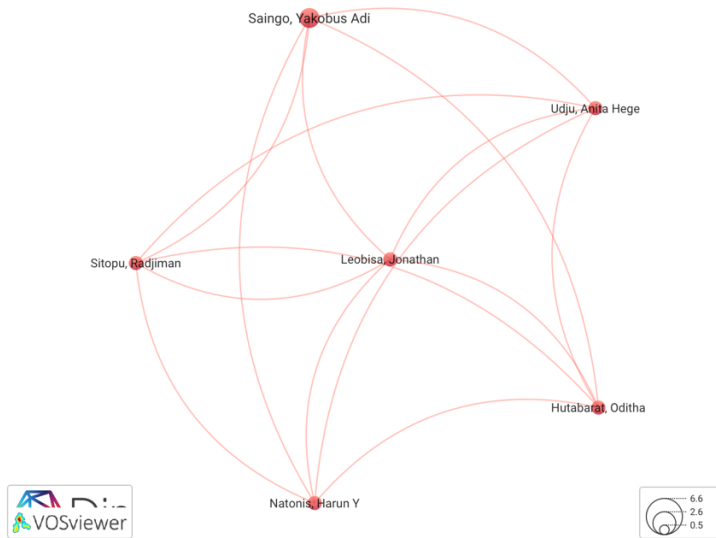 Saingo, Yakobus Adi
Udju, Anita Hege
Sitopu, Radjiman
Leobisa, Jonathan
Hutabarat, Oditha
Natonis, Harun Y
VOSviewer
6.6
2.6
0.5